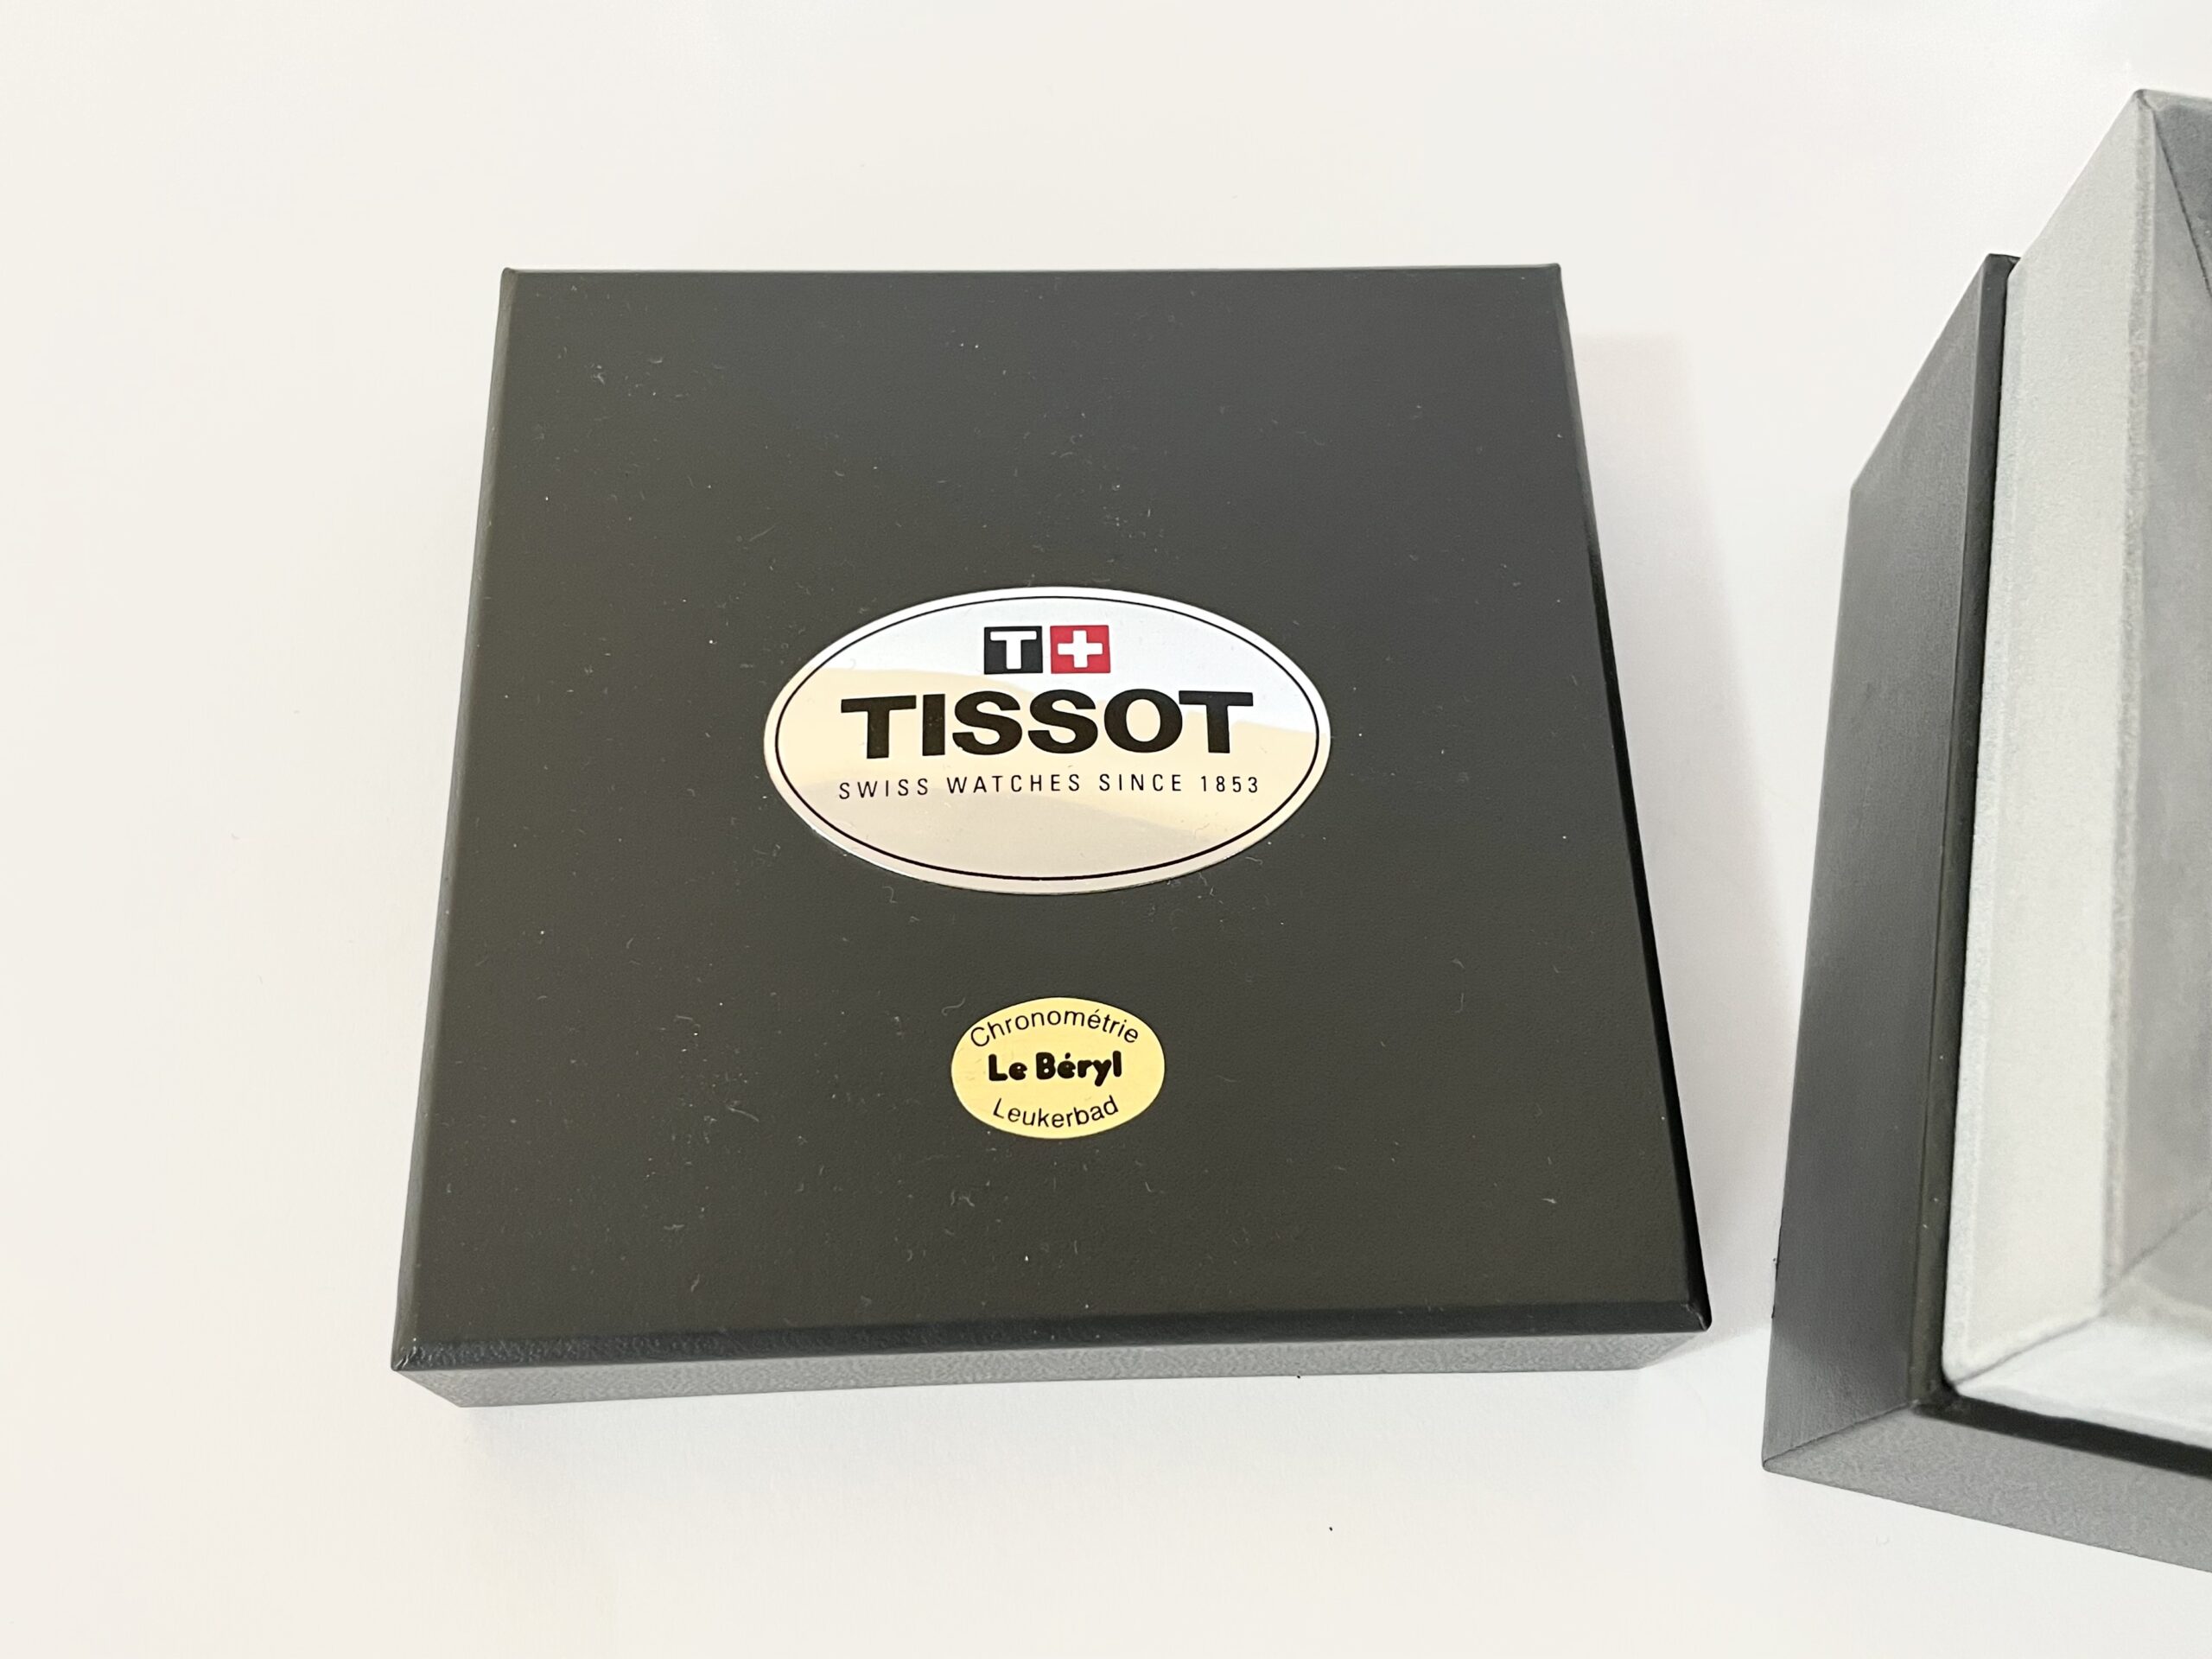 T+
TISSOT
SWISS WATCHES SINCE 1853
Chronométrie
Le Béryl
Leukerbad